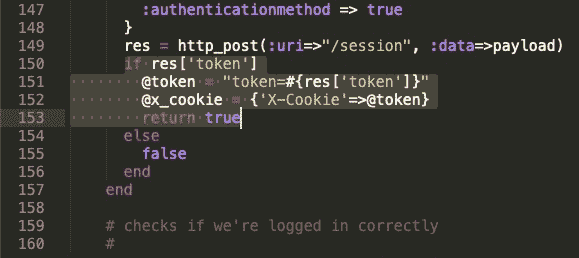 147 :authenticationmethod => true
148 }
149 res = http_post(:uri=>"/session", :data=>payload)
150 if res['token']
151 @token = "token=#{res['token']}"
152 @x_cookie = {'X-Cookie'=>@token}
153 return true
154 else
155 false
156 end
157 end
158
159 # checks if we're logged in correctly
160 #